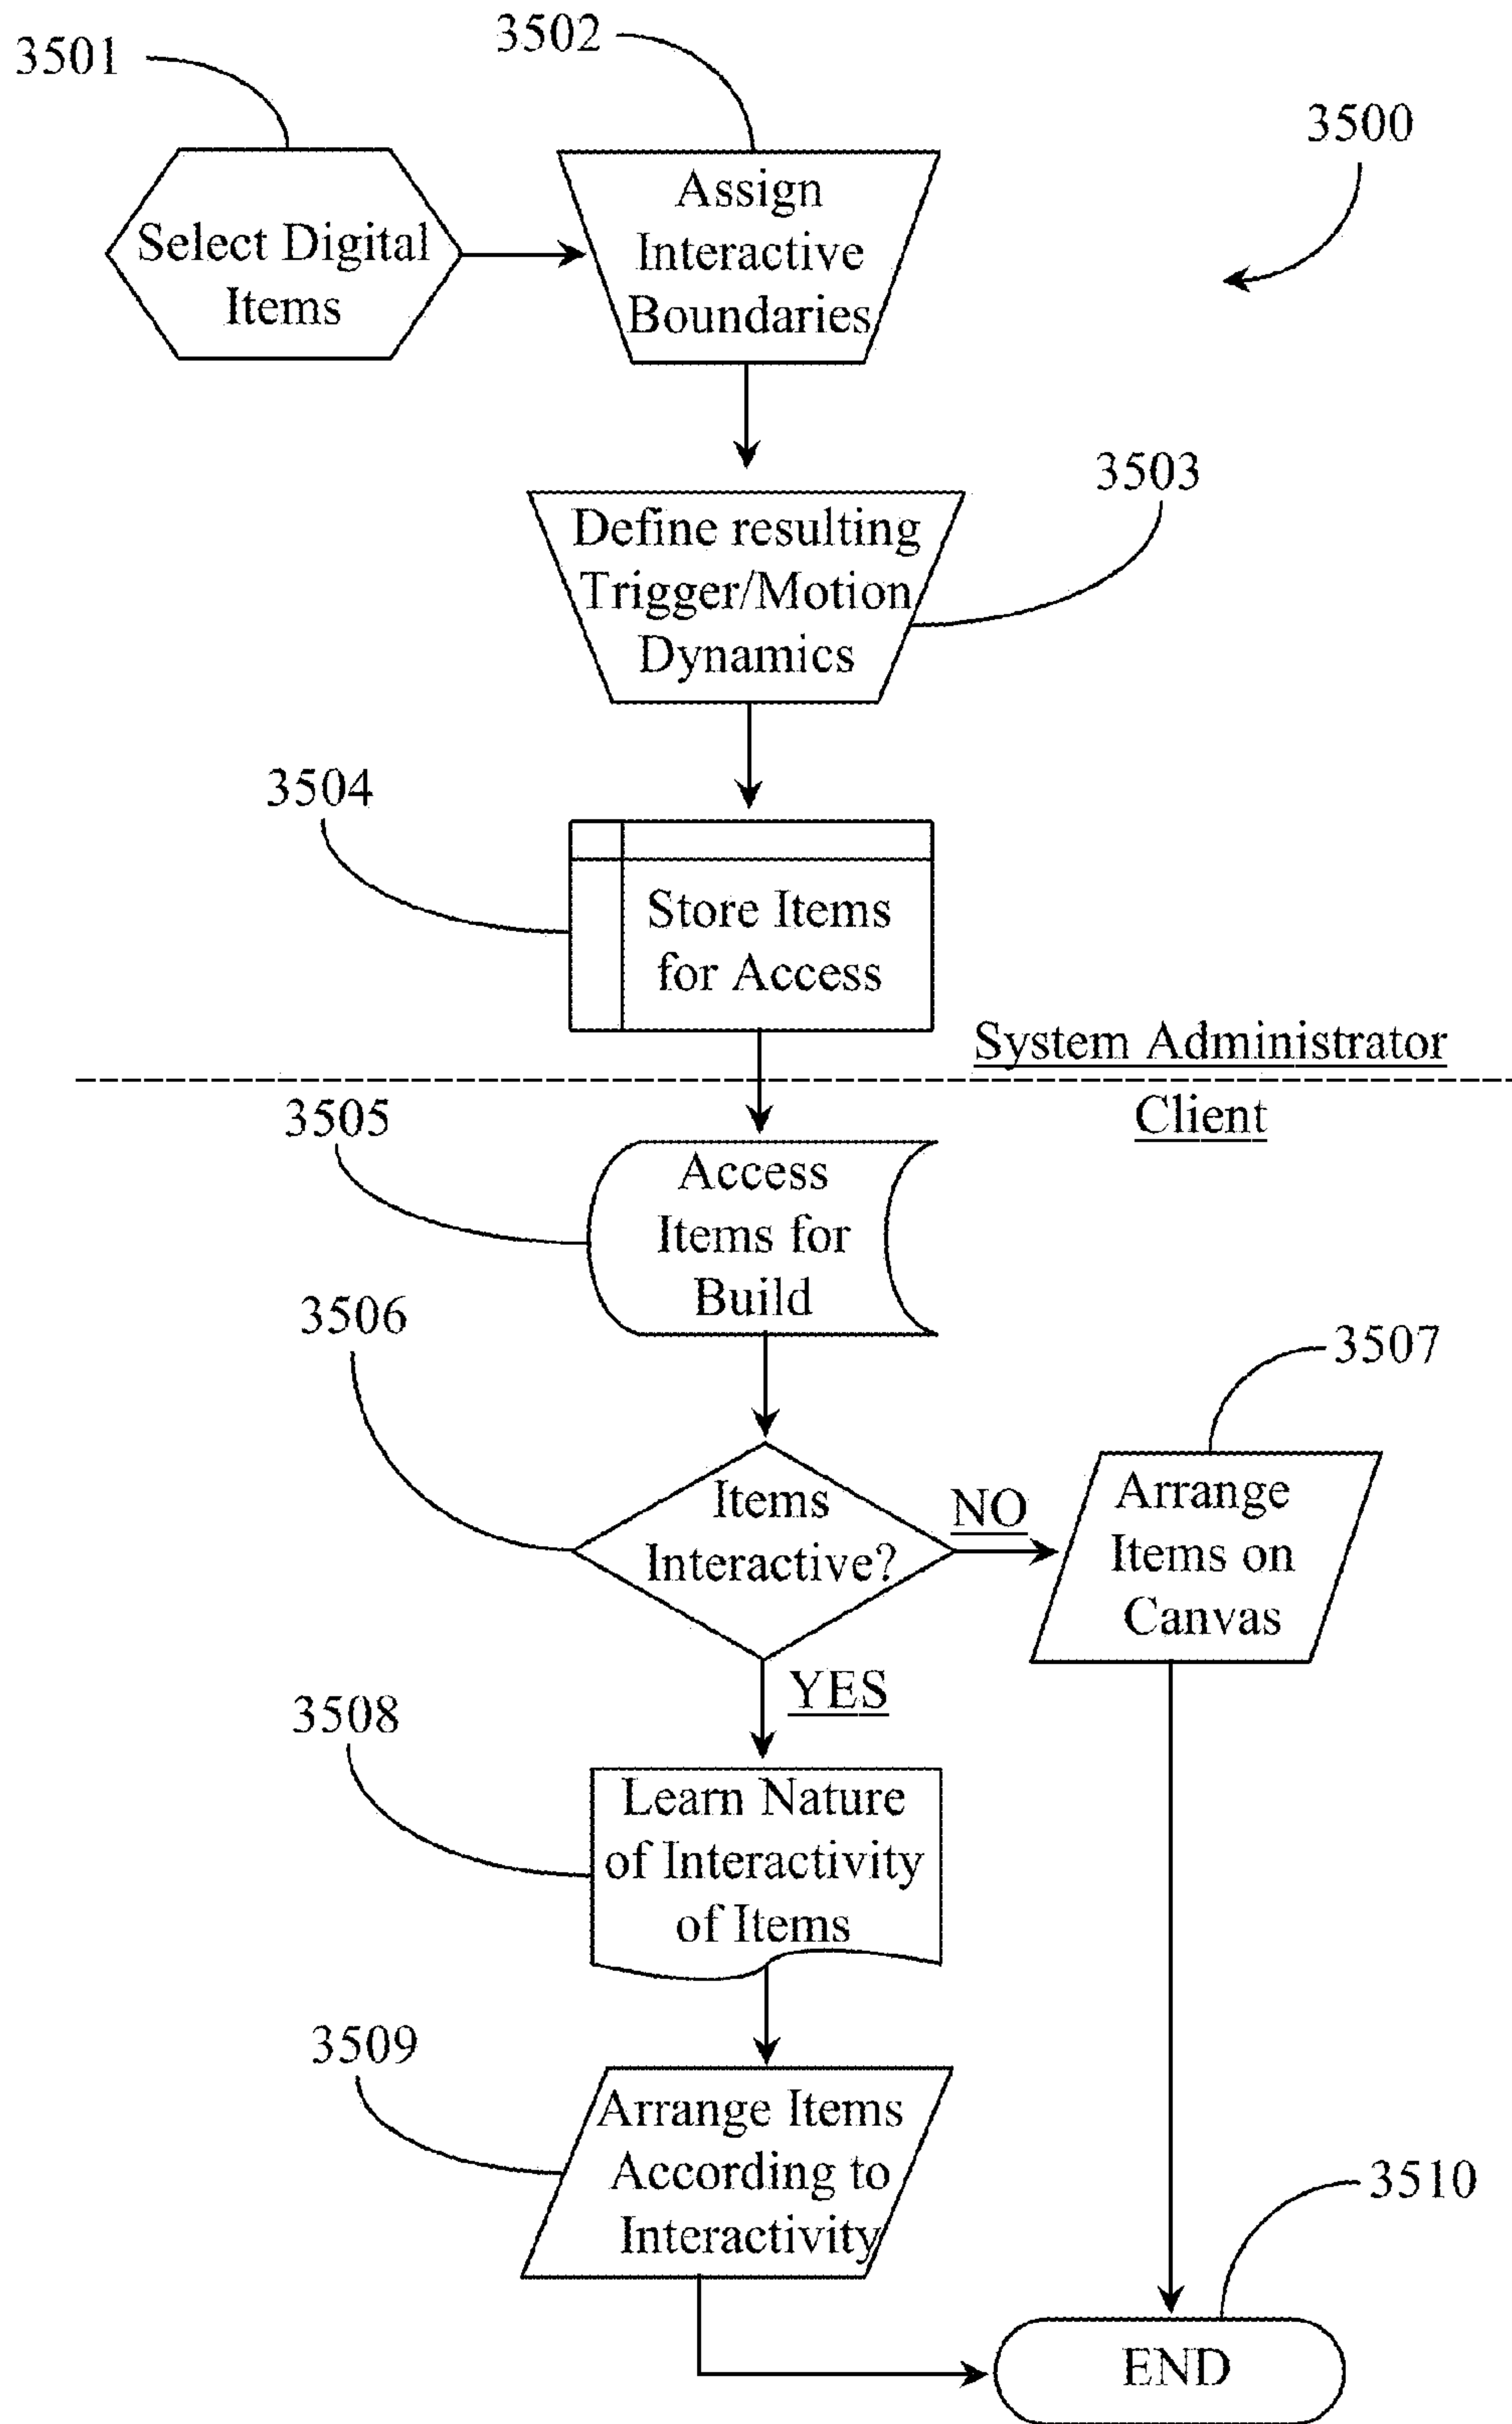 3501
3502
3500
Select Digital
Items
Assign
Interactive
Boundaries
3503
Define resulting
Trigger/Motion
Dynamics
3504
Store Items
for Access
System Administrator
Client
3505
Access
Items for
Build
3506
3507
Items
Interactive?
NO
Arrange
Items on
Canvas
YES
3508
Learn Nature
of Interactivity
of Items
3509
Arrange Items
According to
Interactivity
3510
END